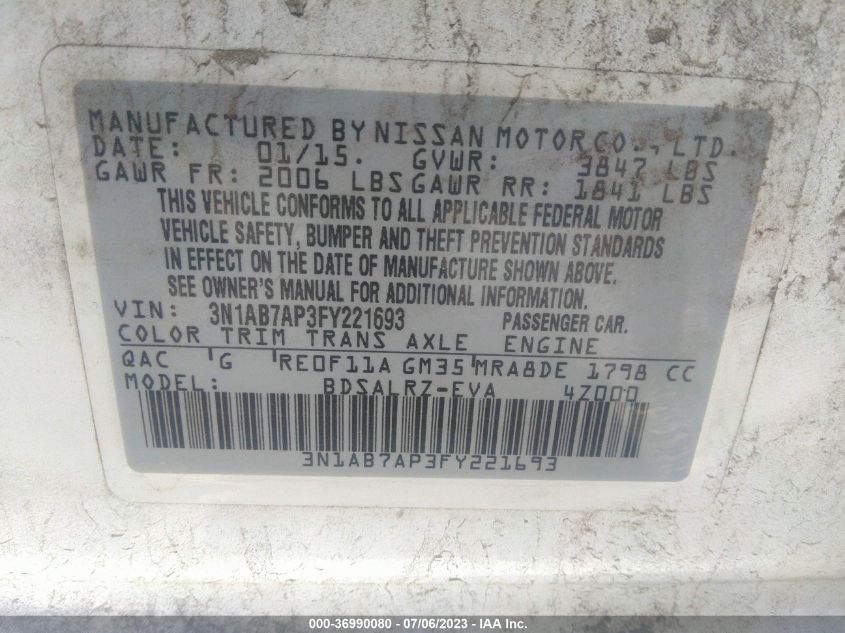 MANUFACTURED BY NISSAN MOTOR CO., LTD.
DATE: 01/15. GVWR: 3847 LBS
GAWR FR: 2006 LBS GAWR RR: 1841 LBS
THIS VEHICLE CONFORMS TO ALL APPLICABLE FEDERAL MOTOR
VEHICLE SAFETY, BUMPER AND THEFT PREVENTION STANDARDS
IN EFFECT ON THE DATE OF MANUFACTURE SHOWN ABOVE.
SEE OWNER'S MANUAL FOR ADDITIONAL INFORMATION.
VIN: 3N1AB7AP3FY221693 PASSENGER CAR.
COLOR TRIM TRANS AXLE ENGINE
QAC G RE0F11A GM35 MRA8DE 1798 CC
MODEL: BDSALRZ-EVA 4Z000
3N1AB7AP3FY221693
000-36990080 - 07/06/2023 - IAA Inc.